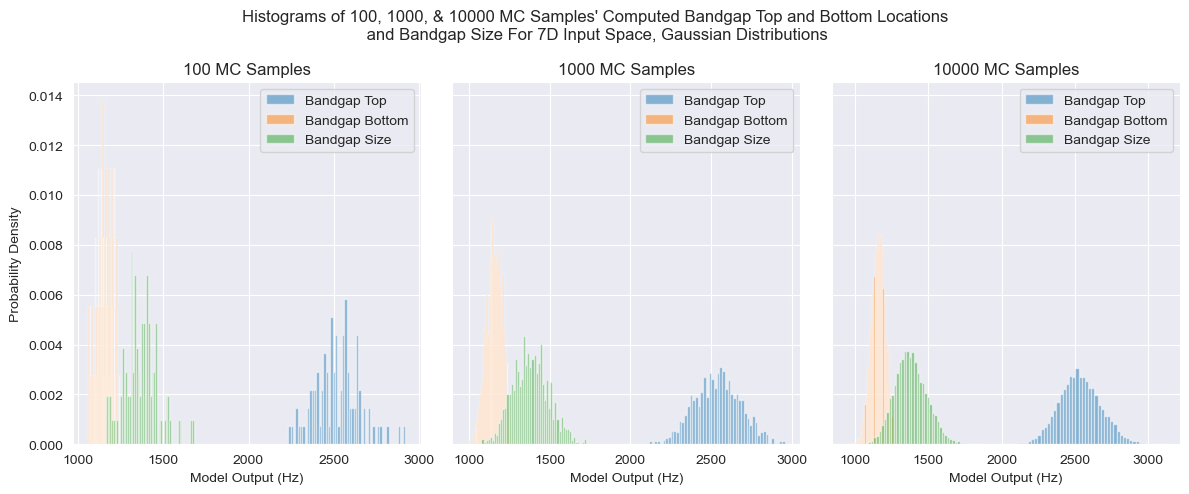 Histograms of 100, 1000, & 10000 MC Samples' Computed Bandgap Top and Bottom Locations
and Bandgap Size For 7D Input Space, Gaussian Distributions
100 MC Samples
1000 MC Samples
10000 MC Samples
Probability Density
0.014
0.012
0.010
0.008
0.006
0.004
0.002
0.000
Bandgap Top
Bandgap Bottom
Bandgap Size
Bandgap Top
Bandgap Bottom
Bandgap Size
Bandgap Top
Bandgap Bottom
Bandgap Size
1000 1500 2000 2500 3000
1000 1500 2000 2500 3000
1000 1500 2000 2500 3000
Model Output (Hz)
Model Output (Hz)
Model Output (Hz)